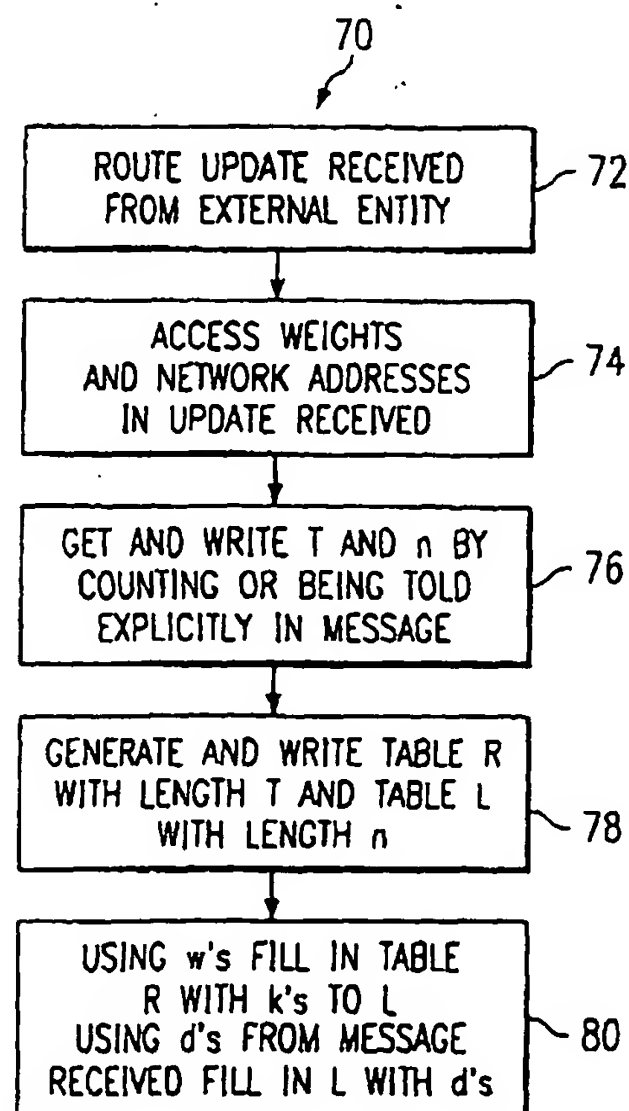 70
ROUTE UPDATE RECEIVED
FROM EXTERNAL ENTITY
72
ACCESS WEIGHTS
AND NETWORK ADDRESSES
IN UPDATE RECEIVED
74
GET AND WRITE T AND n BY
COUNTING OR BEING TOLD
EXPLICITLY IN MESSAGE
76
GENERATE AND WRITE TABLE R
WITH LENGTH T AND TABLE L
WITH LENGTH n
78
USING w's FILL IN TABLE
R WITH k's TO L
USING d's FROM MESSAGE
RECEIVED FILL IN L WITH d's
80